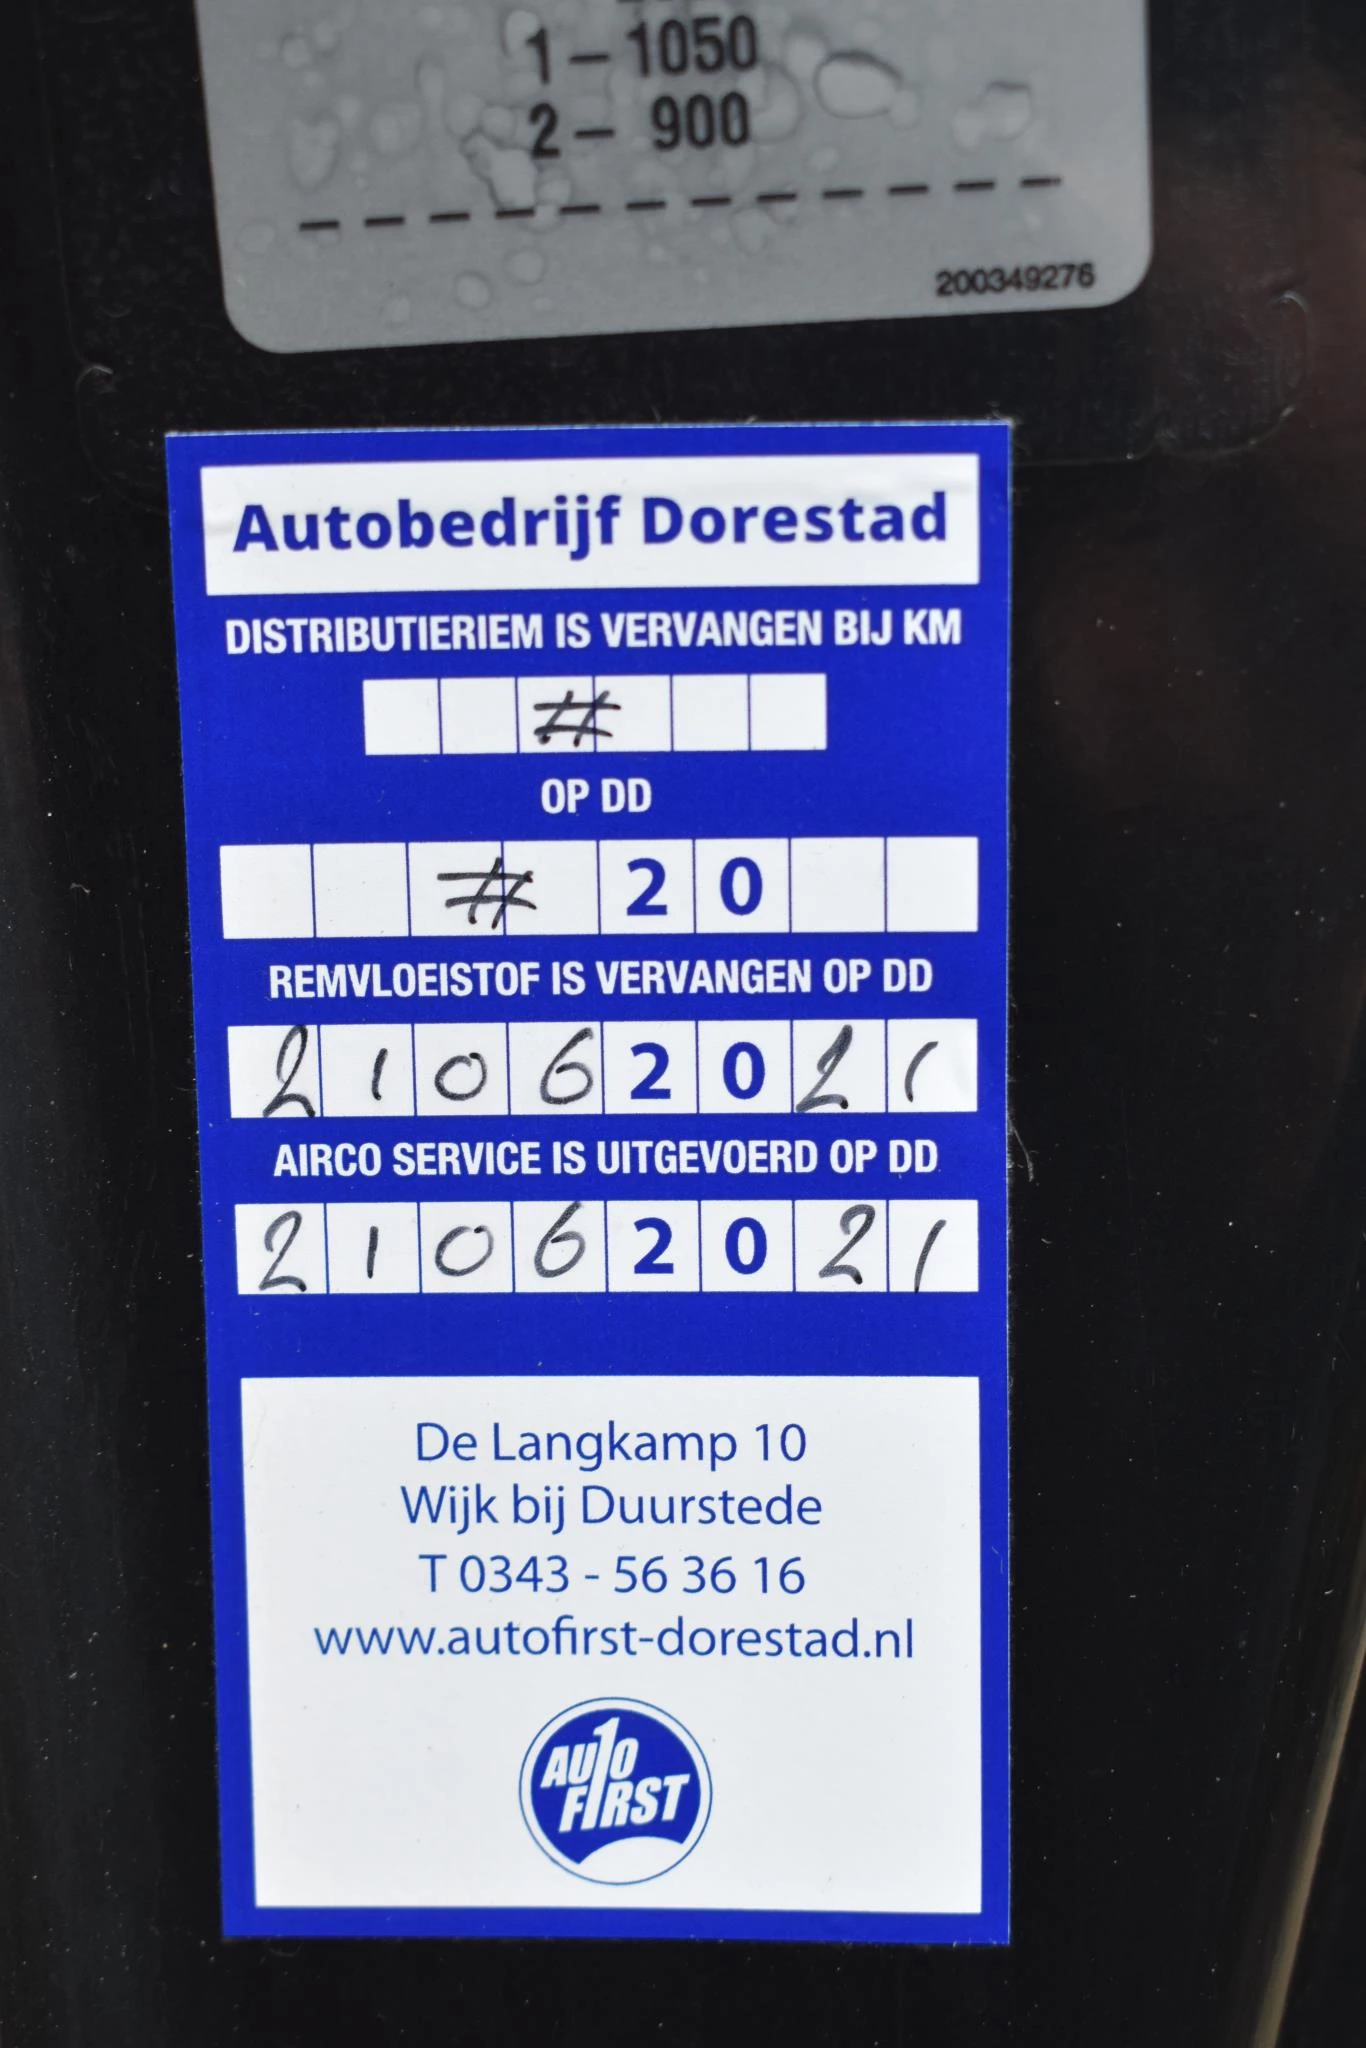 1 – 1050
2 – 900
200349276
Autobedrijf Dorestad
DISTRIBUTIERIEM IS VERVANGEN BIJ KM
#
OP DD
# 20
REMVLOEISTOF IS VERVANGEN OP DD
21062021
AIRCO SERVICE IS UITGEVOERD OP DD
21062021
De Langkamp 10
Wijk bij Duurstede
T 0343 - 56 36 16
www.autofirst-dorestad.nl
AUTO
FIRST